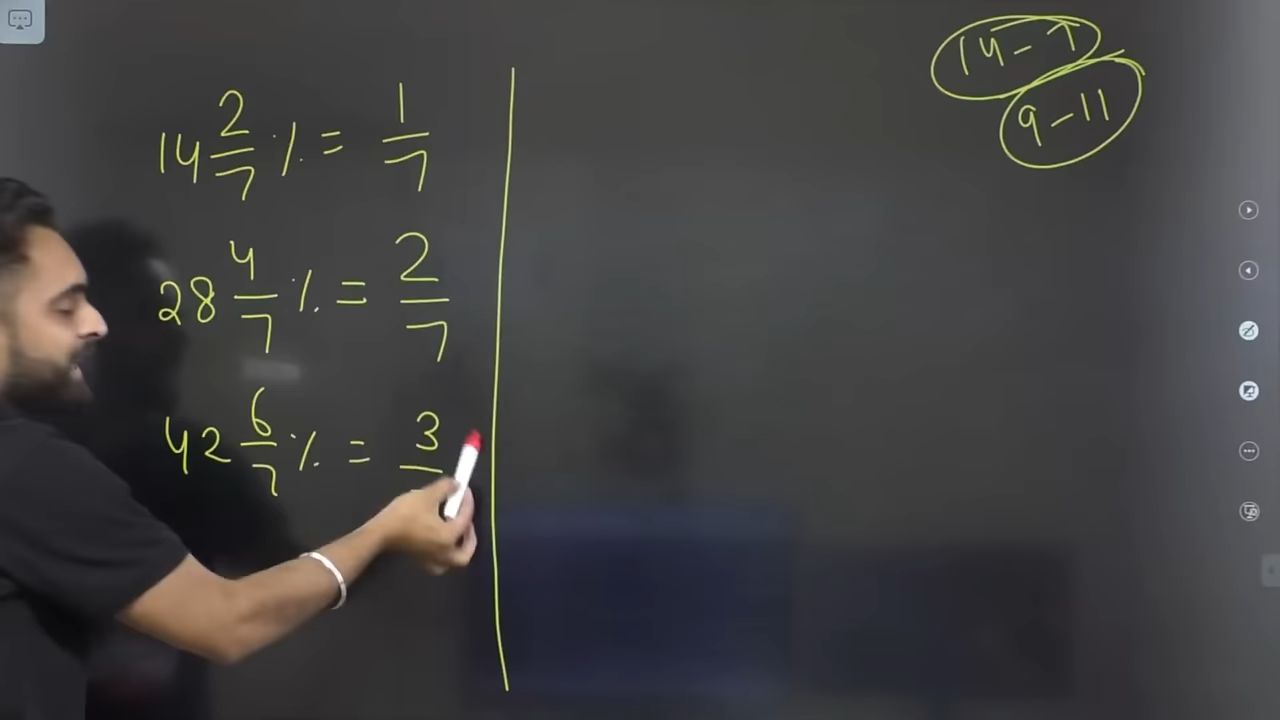 14 2/7 % = 1/7
28 4/7 % = 2/7
42 6/7 % = 3/
14 - 7
9 - 11